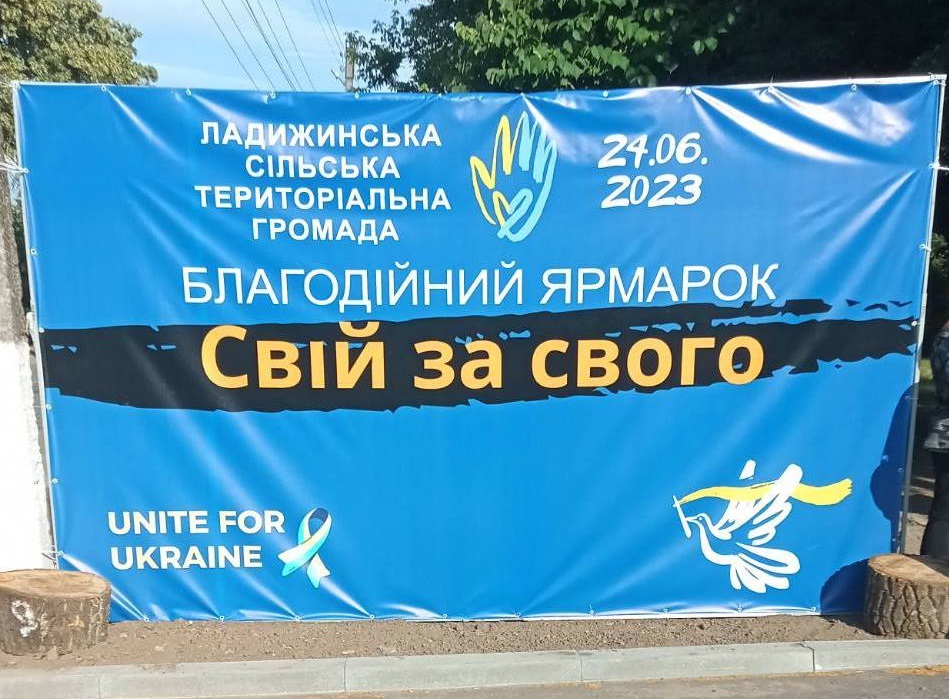 ЛАДИЖИНСЬКА
СІЛЬСЬКА
ТЕРИТОРІАЛЬНА
ГРОМАДА
24.06.
2023
БЛАГОДІЙНИЙ ЯРМАРОК
Свій за свого
UNITE FOR
UKRAINE